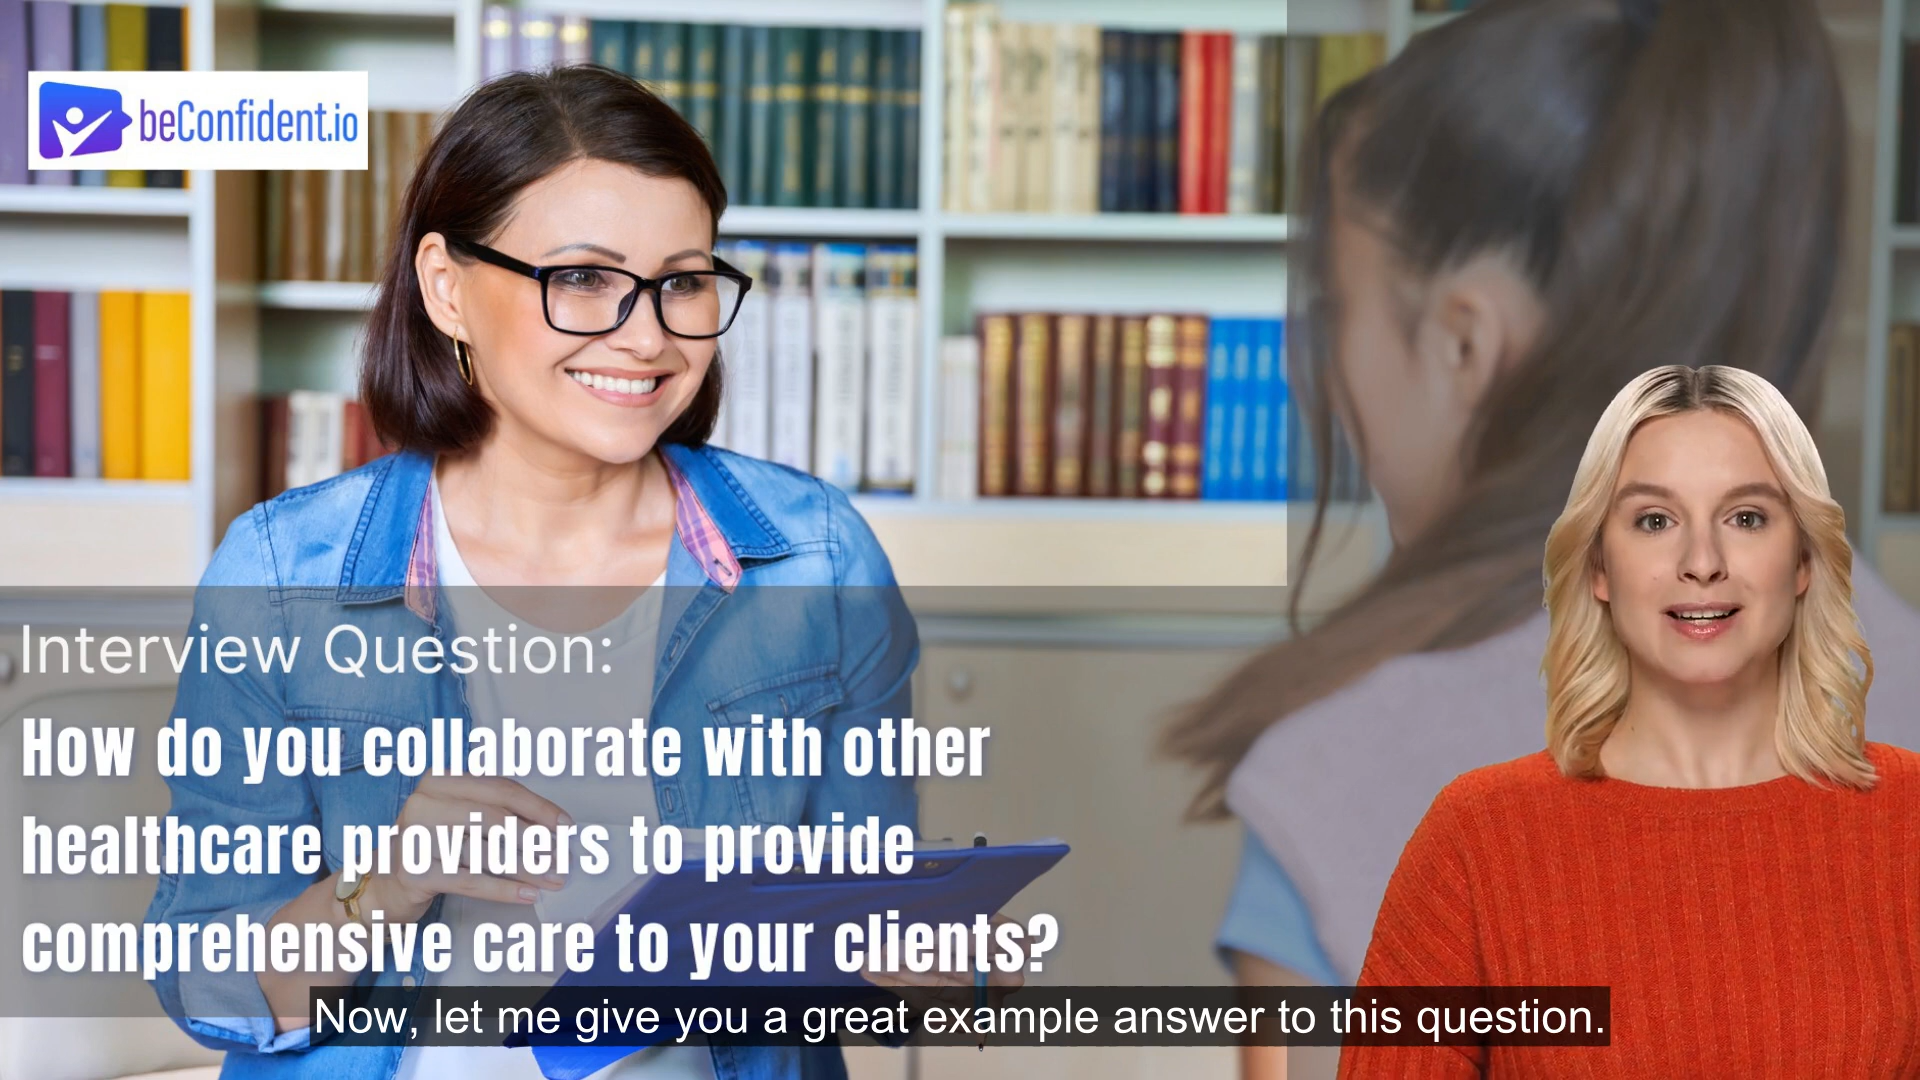 beConfident.io
Interview Question:
How do you collaborate with other
healthcare providers to provide
comprehensive care to your clients?
Now, let me give you a great example answer to this question.